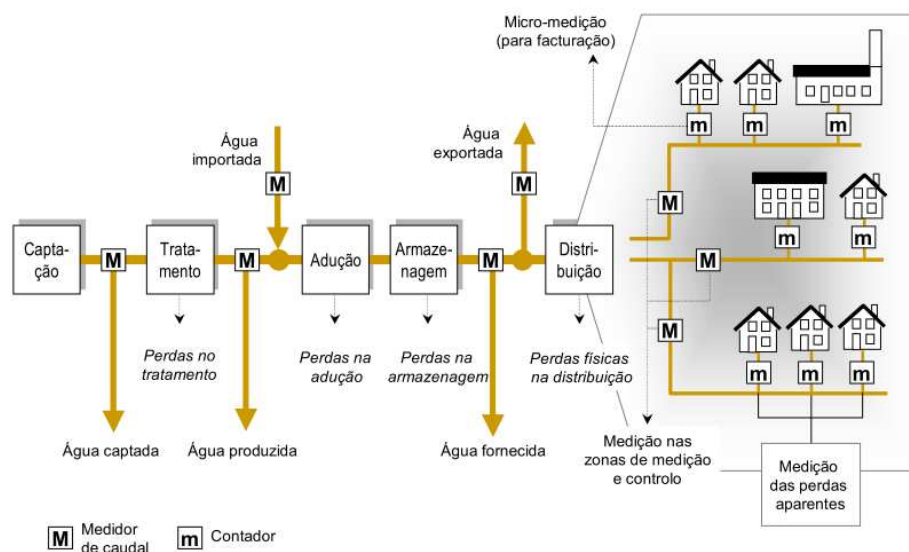 Micro-medição
(para facturação)
m
m
m
Água
importada
Água
exportada
M
M
M
m
m
Capta-
ção
M
Trata-
mento
M
Adução
Armaze-
nagem
M
Distri-
buição
M
M
Perdas no
tratamento
Perdas na
adução
Perdas na
armazenagem
Perdas físicas
na distribuição
m
m
m
Água captada
Água produzida
Água fornecida
Medição nas
zonas de medição
e controlo
Medição
das perdas
aparentes
M
Medidor
de caudal
m
Contador